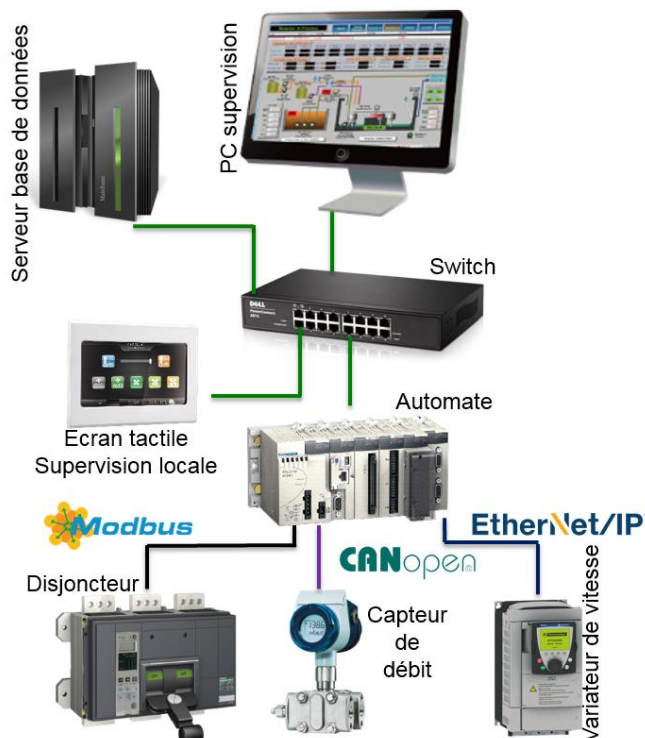 Serveur base de données
PC supervision
Switch
DELL
Ecran tactile
Supervision locale
Automate
Modbus
EtherNet/IP
CANopen
Disjoncteur
Capteur
de
débit
Variateur de vitesse